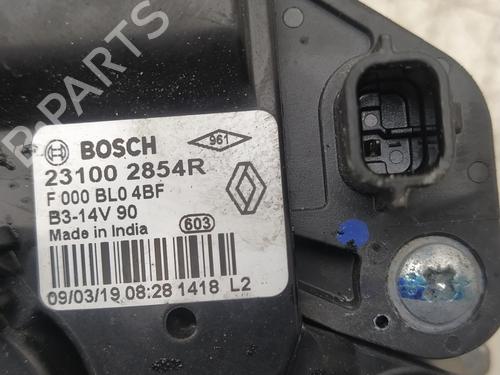 B-PARTS
BOSCH
961
23100 2854R
F 000 BL0 4BF
B3-14V 90
Made in India
603
09/03/19 08:28 1418 L2